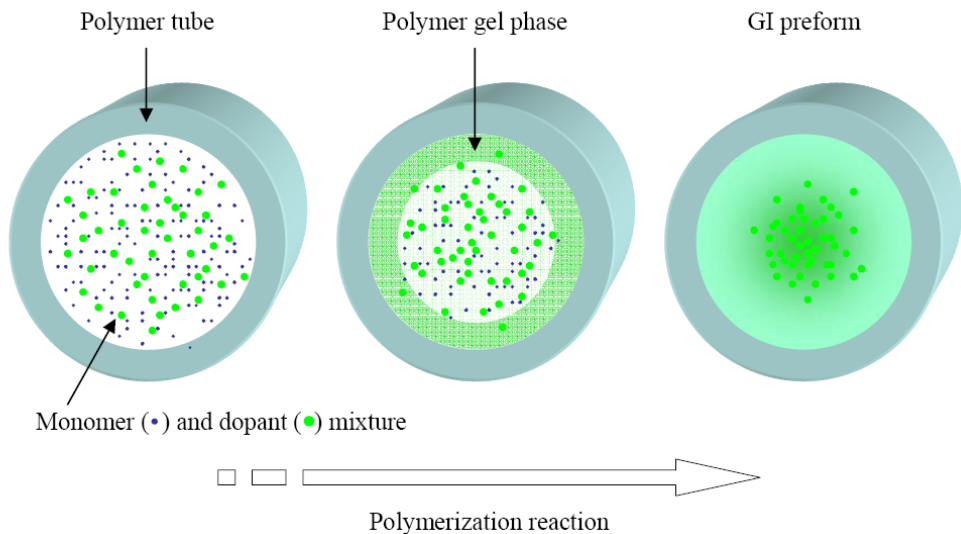 Polymer tube
Polymer gel phase
GI preform
Monomer (•) and dopant (●) mixture
Polymerization reaction